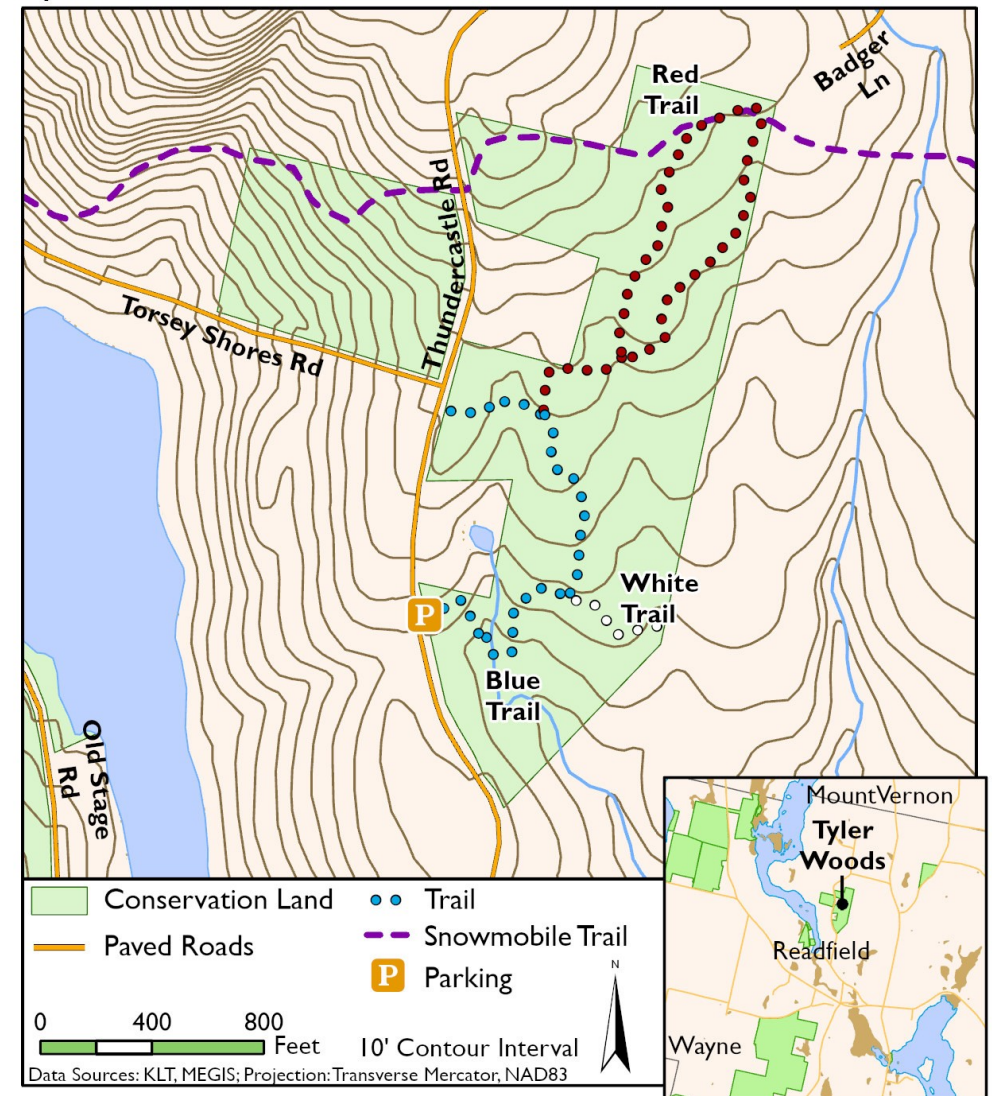 Red
Trail
Badger
Ln
Thundercastle Rd
Torsey Shores Rd
P
White
Trail
Blue
Trail
Old Stage
Rd
Conservation Land
Trail
Paved Roads
Snowmobile Trail
P
Parking
N
0 400 800
Feet
10' Contour Interval
Data Sources: KLT, MEGIS; Projection: Transverse Mercator, NAD83
Mount Vernon
Tyler
Woods
Readfield
Wayne